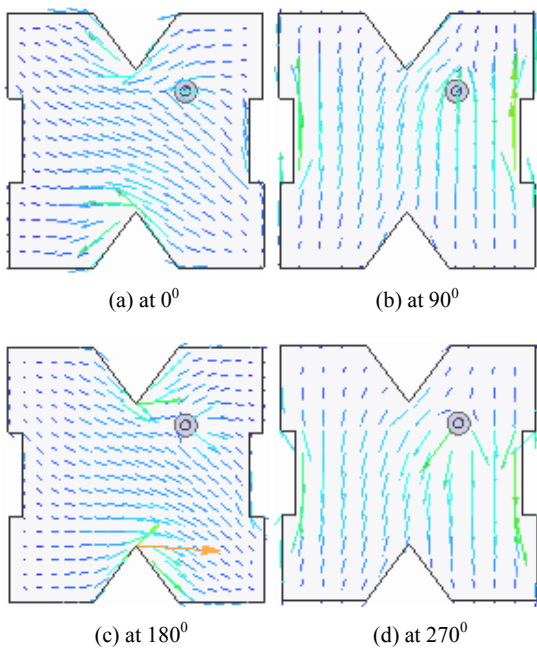 (a) at 0⁰
(b) at 90⁰
(c) at 180⁰
(d) at 270⁰